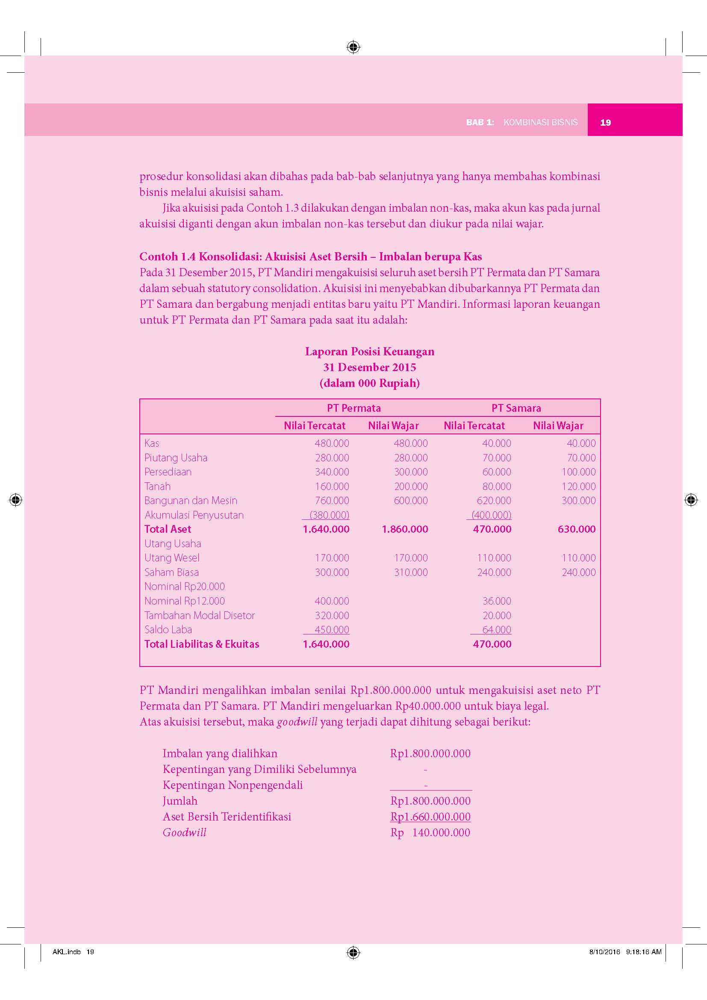 BAB 1: KOMBINASI BISNIS 19
prosedur konsolidasi akan dibahas pada bab-bab selanjutnya yang hanya membahas kombinasi
bisnis melalui akuisisi saham.
Jika akuisisi pada Contoh 1.3 dilakukan dengan imbalan non-kas, maka akun kas pada jurnal
akuisisi diganti dengan akun imbalan non-kas tersebut dan diukur pada nilai wajar.
Contoh 1.4 Konsolidasi: Akuisisi Aset Bersih – Imbalan berupa Kas
Pada 31 Desember 2015, PT Mandiri mengakuisisi seluruh aset bersih PT Permata dan PT Samara
dalam sebuah statutory consolidation. Akuisisi ini menyebabkan dibubarkannya PT Permata dan
PT Samara dan bergabung menjadi entitas baru yaitu PT Mandiri. Informasi laporan keuangan
untuk PT Permata dan PT Samara pada saat itu adalah:
Laporan Posisi Keuangan
31 Desember 2015
(dalam 000 Rupiah)
PT Permata PT Samara
Nilai Tercatat Nilai Wajar Nilai Tercatat Nilai Wajar
Kas 480.000 480.000 40.000 40.000
Piutang Usaha 280.000 280.000 70.000 70.000
Persediaan 340.000 300.000 60.000 100.000
Tanah 160.000 200.000 80.000 120.000
Bangunan dan Mesin 760.000 600.000 620.000 300.000
Akumulasi Penyusutan (380.000) (400.000)
Total Aset 1.640.000 1.860.000 470.000 630.000
Utang Usaha
Utang Wesel 170.000 170.000 110.000 110.000
Saham Biasa 300.000 310.000 240.000 240.000
Nominal Rp20.000
Nominal Rp12.000 400.000 36.000
Tambahan Modal Disetor 320.000 20.000
Saldo Laba 450.000 64.000
Total Liabilitas & Ekuitas 1.640.000 470.000
PT Mandiri mengalihkan imbalan senilai Rp1.800.000.000 untuk mengakuisisi aset neto PT
Permata dan PT Samara. PT Mandiri mengeluarkan Rp40.000.000 untuk biaya legal.
Atas akuisisi tersebut, maka goodwill yang terjadi dapat dihitung sebagai berikut:
Imbalan yang dialihkan Rp1.800.000.000
Kepentingan yang Dimiliki Sebelumnya -
Kepentingan Nonpengendali -
Jumlah Rp1.800.000.000
Aset Bersih Teridentifikasi Rp1.660.000.000
Goodwill Rp 140.000.000
AKL.indb 19 8/10/2016 9:18:16 AM